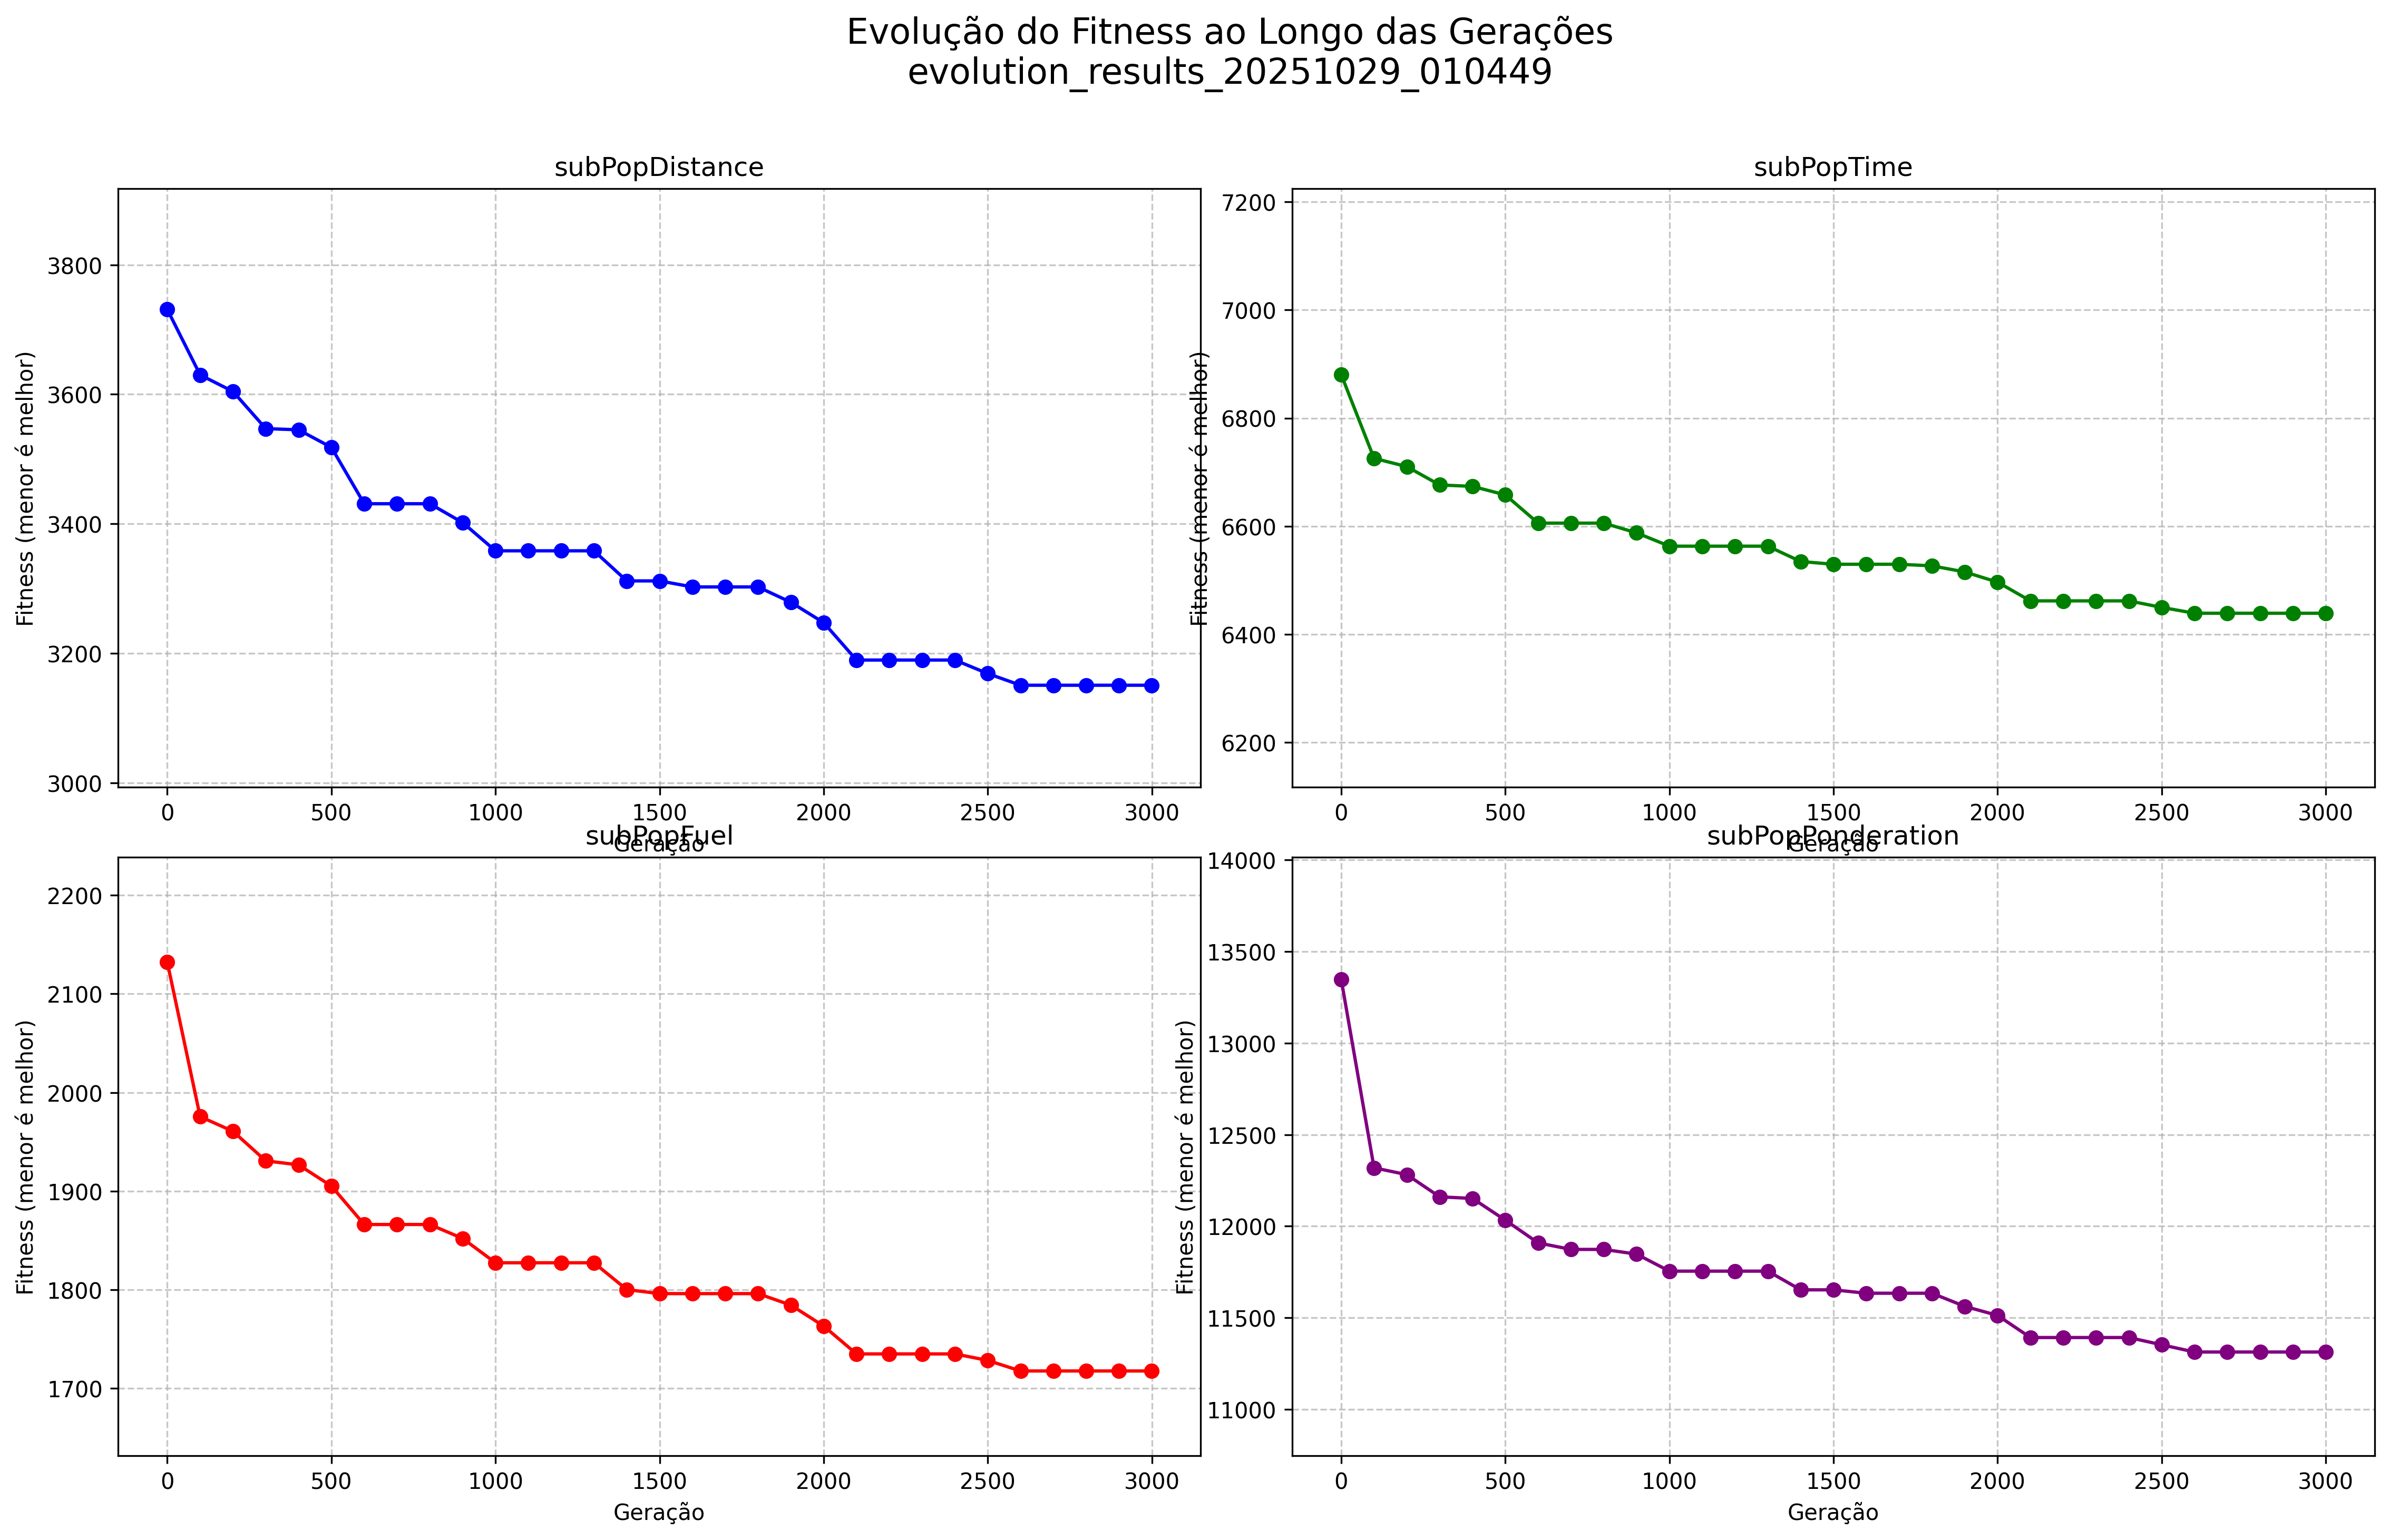 Evolução do Fitness ao Longo das Gerações
evolution_results_20251029_010449
subPopDistance
Fitness (menor é melhor)
3800
3600
3400
3200
3000
0 500 1000 1500 2000 2500 3000
Geração
subPopTime
Fitness (menor é melhor)
7200
7000
6800
6600
6400
6200
0 500 1000 1500 2000 2500 3000
Geração
subPopFuel
Fitness (menor é melhor)
2200
2100
2000
1900
1800
1700
0 500 1000 1500 2000 2500 3000
Geração
subPopPonderation
Fitness (menor é melhor)
14000
13500
13000
12500
12000
11500
11000
0 500 1000 1500 2000 2500 3000
Geração